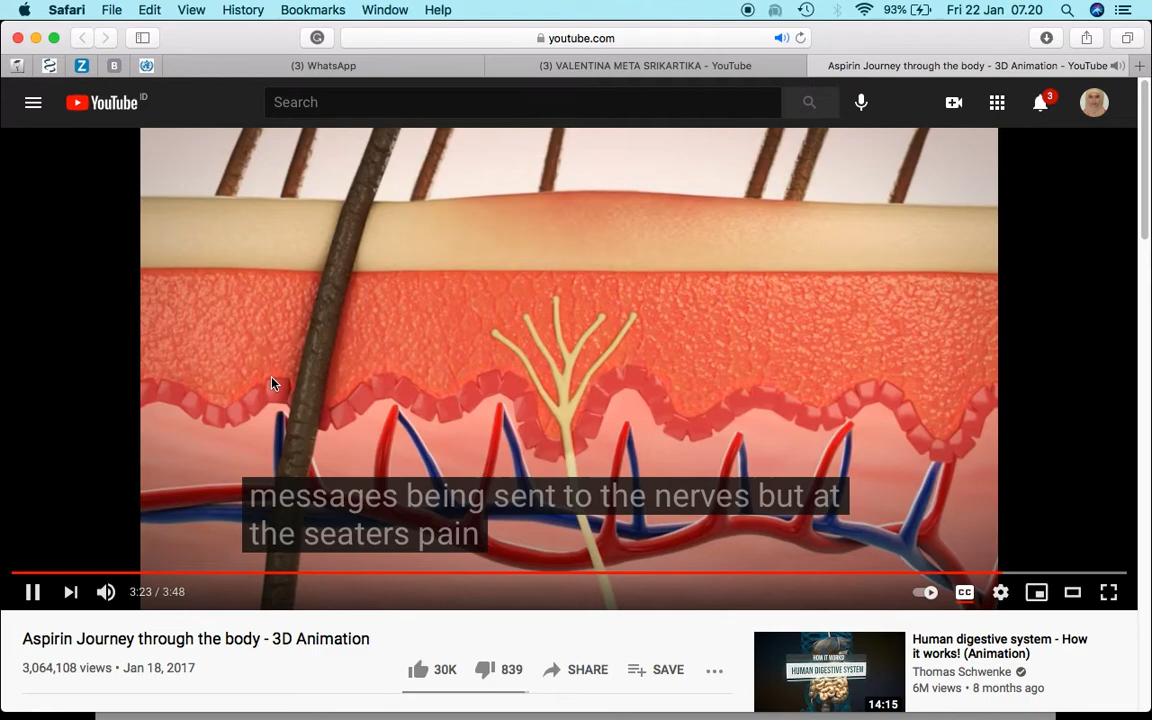 Safari File Edit View History Bookmarks Window Help 93% Fri 22 Jan 07.20
youtube.com
Z B (3) WhatsApp (3) VALENTINA META SRIKARTIKA - YouTube Aspirin Journey through the body - 3D Animation - YouTube
YouTube ID Search 3
messages being sent to the nerves but at
the seaters pain
3:23 / 3:48 CC
Aspirin Journey through the body - 3D Animation
3,064,108 views • Jan 18, 2017 30K 839 SHARE SAVE
HOW IT WORKS!
HUMAN DIGESTIVE SYSTEM
14:15
Human digestive system - How
it works! (Animation)
Thomas Schwenke
6M views • 8 months ago